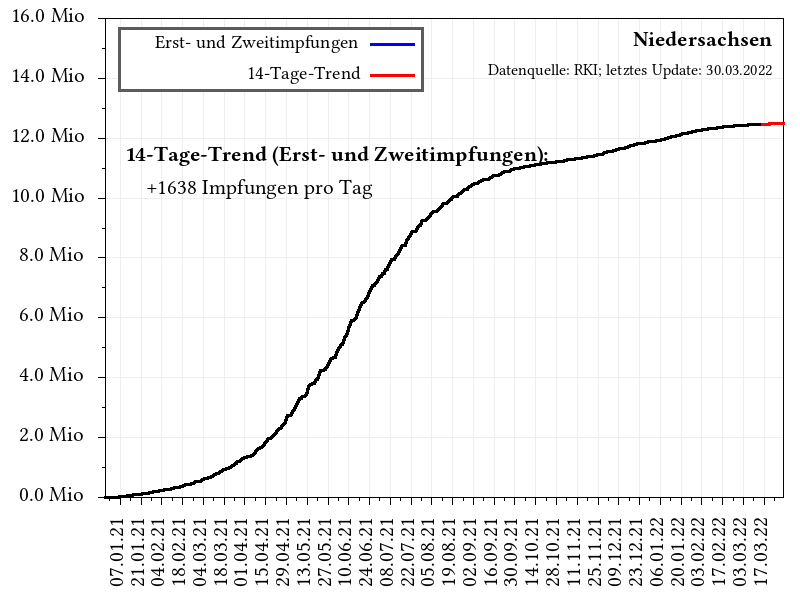 16.0 Mio
14.0 Mio
12.0 Mio
10.0 Mio
8.0 Mio
6.0 Mio
4.0 Mio
2.0 Mio
0.0 Mio
Erst- und Zweitimpfungen
14-Tage-Trend
Niedersachsen
Datenquelle: RKI; letztes Update: 30.03.2022
14-Tage-Trend (Erst- und Zweitimpfungen):
+1638 Impfungen pro Tag
07.01.21
21.01.21
04.02.21
18.02.21
04.03.21
18.03.21
01.04.21
15.04.21
29.04.21
13.05.21
27.05.21
10.06.21
24.06.21
08.07.21
22.07.21
05.08.21
19.08.21
02.09.21
16.09.21
30.09.21
14.10.21
28.10.21
11.11.21
25.11.21
09.12.21
23.12.21
06.01.22
20.01.22
03.02.22
17.02.22
03.03.22
17.03.22